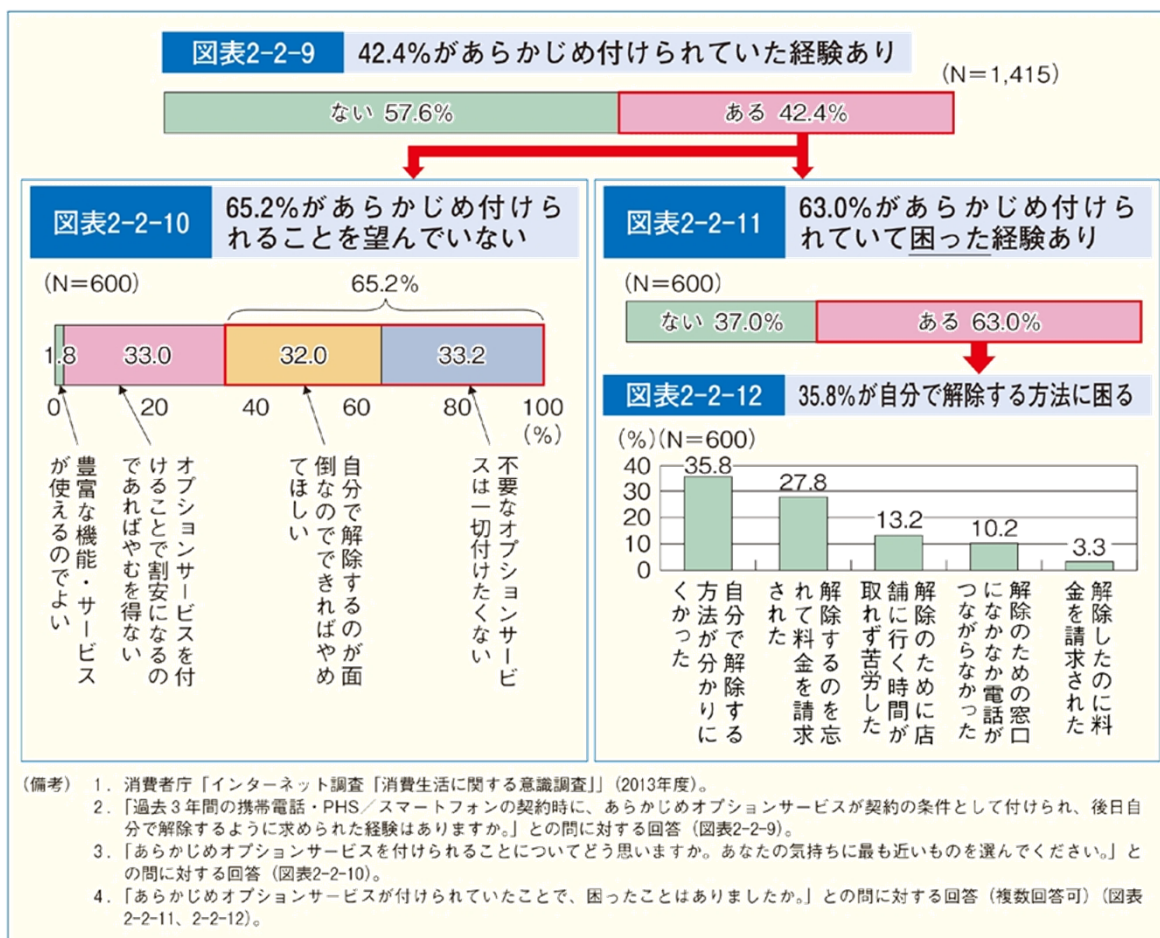 図表2-2-9 42.4%があらかじめ付けられていた経験あり
(N=1,415)
ない 57.6% ある 42.4%
図表2-2-10 65.2%があらかじめ付けら
れることを望んでいない
(N=600)
65.2%
1.8 33.0 32.0 33.2
0 20 40 60 80 100
(%)
豊富な機能・サービス
が使えるのでよい
オプションサービスを付
けることで割安になるの
であればやむを得ない
自分で解除するのが面
倒なのでできればやめ
てほしい
不要なオプションサービ
スは一切付けたくない
図表2-2-11 63.0%があらかじめ付けら
れていて困った経験あり
(N=600)
ない 37.0% ある 63.0%
図表2-2-12 35.8%が自分で解除する方法に困る
(%)(N=600)
40
30
20
10
0
35.8
27.8
13.2
10.2
3.3
自分で解除する
方法が分かりに
くかった
解除するのを忘
れて料金を請求
された
解除のために店
舗に行く時間が
取れず苦労した
解除のための窓口
になかなか電話が
つながらなかった
解除したのに料
金を請求された
(備考) 1. 消費者庁「インターネット調査「消費生活に関する意識調査」」(2013年度)。
2. 「過去3年間の携帯電話・PHS/スマートフォンの契約時に、あらかじめオプションサービスが契約の条件として付けられ、後日自
分で解除するように求められた経験はありますか。」との問に対する回答(図表2-2-9)。
3. 「あらかじめオプションサービスを付けられることについてどう思いますか。あなたの気持ちに最も近いものを選んでください。」と
の問に対する回答(図表2-2-10)。
4. 「あらかじめオプションサービスが付けられていたことで、困ったことはありましたか。」との問に対する回答(複数回答可)(図表
2-2-11、2-2-12)。